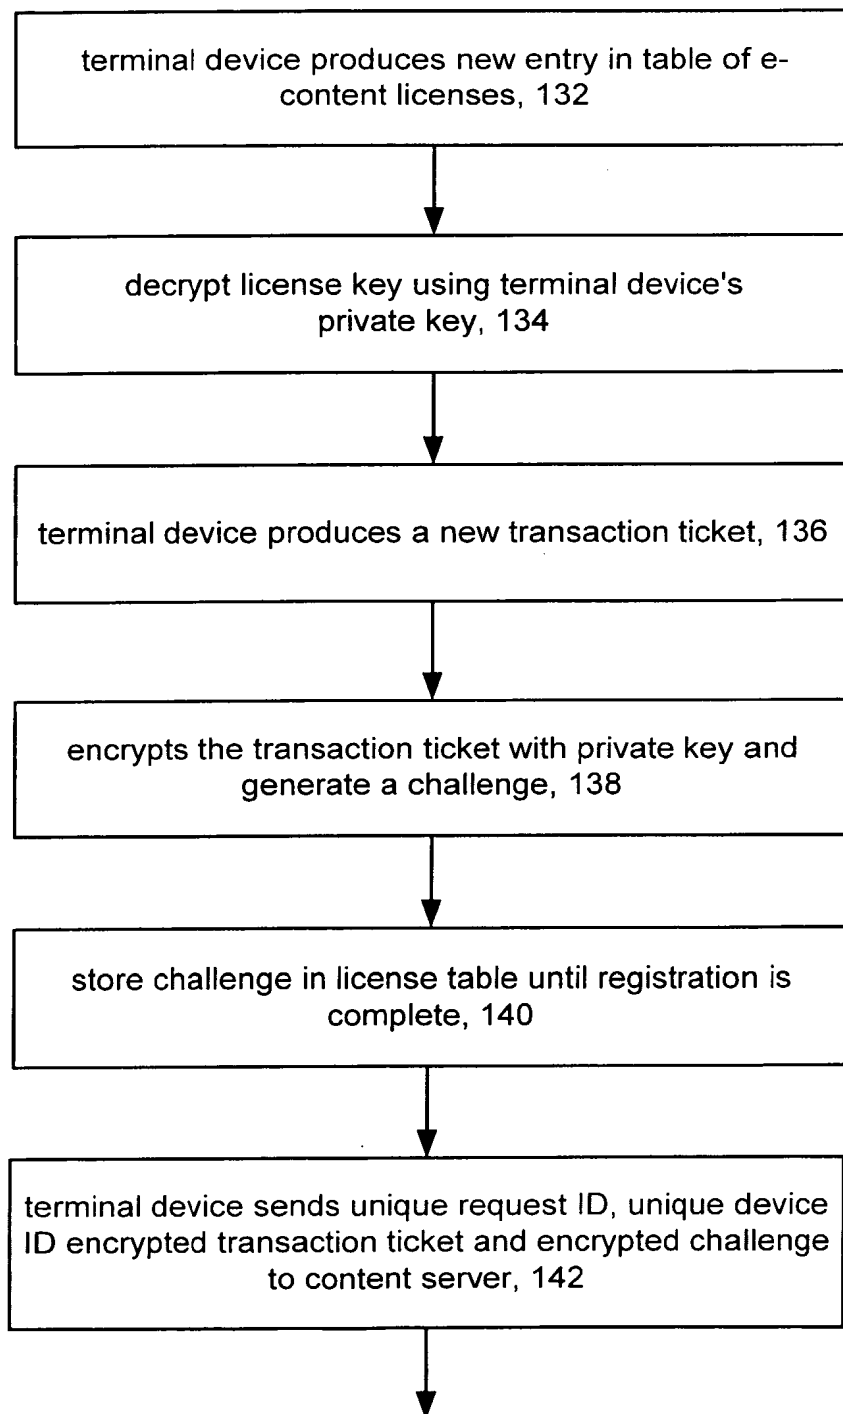 terminal device produces new entry in table of e-
content licenses, 132
decrypt license key using terminal device's
private key, 134
terminal device produces a new transaction ticket, 136
encrypts the transaction ticket with private key and
generate a challenge, 138
store challenge in license table until registration is
complete, 140
terminal device sends unique request ID, unique device
ID encrypted transaction ticket and encrypted challenge
to content server, 142